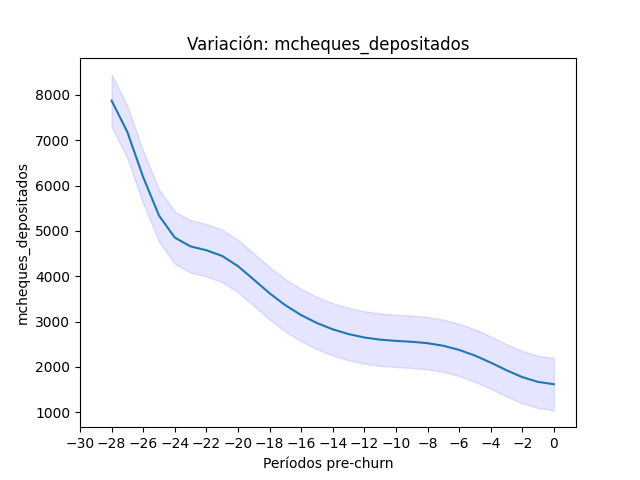 Variación: mcheques_depositados
mcheques_depositados
8000
7000
6000
5000
4000
3000
2000
1000
−30 −28 −26 −24 −22 −20 −18 −16 −14 −12 −10 −8 −6 −4 −2 0
Períodos pre-churn